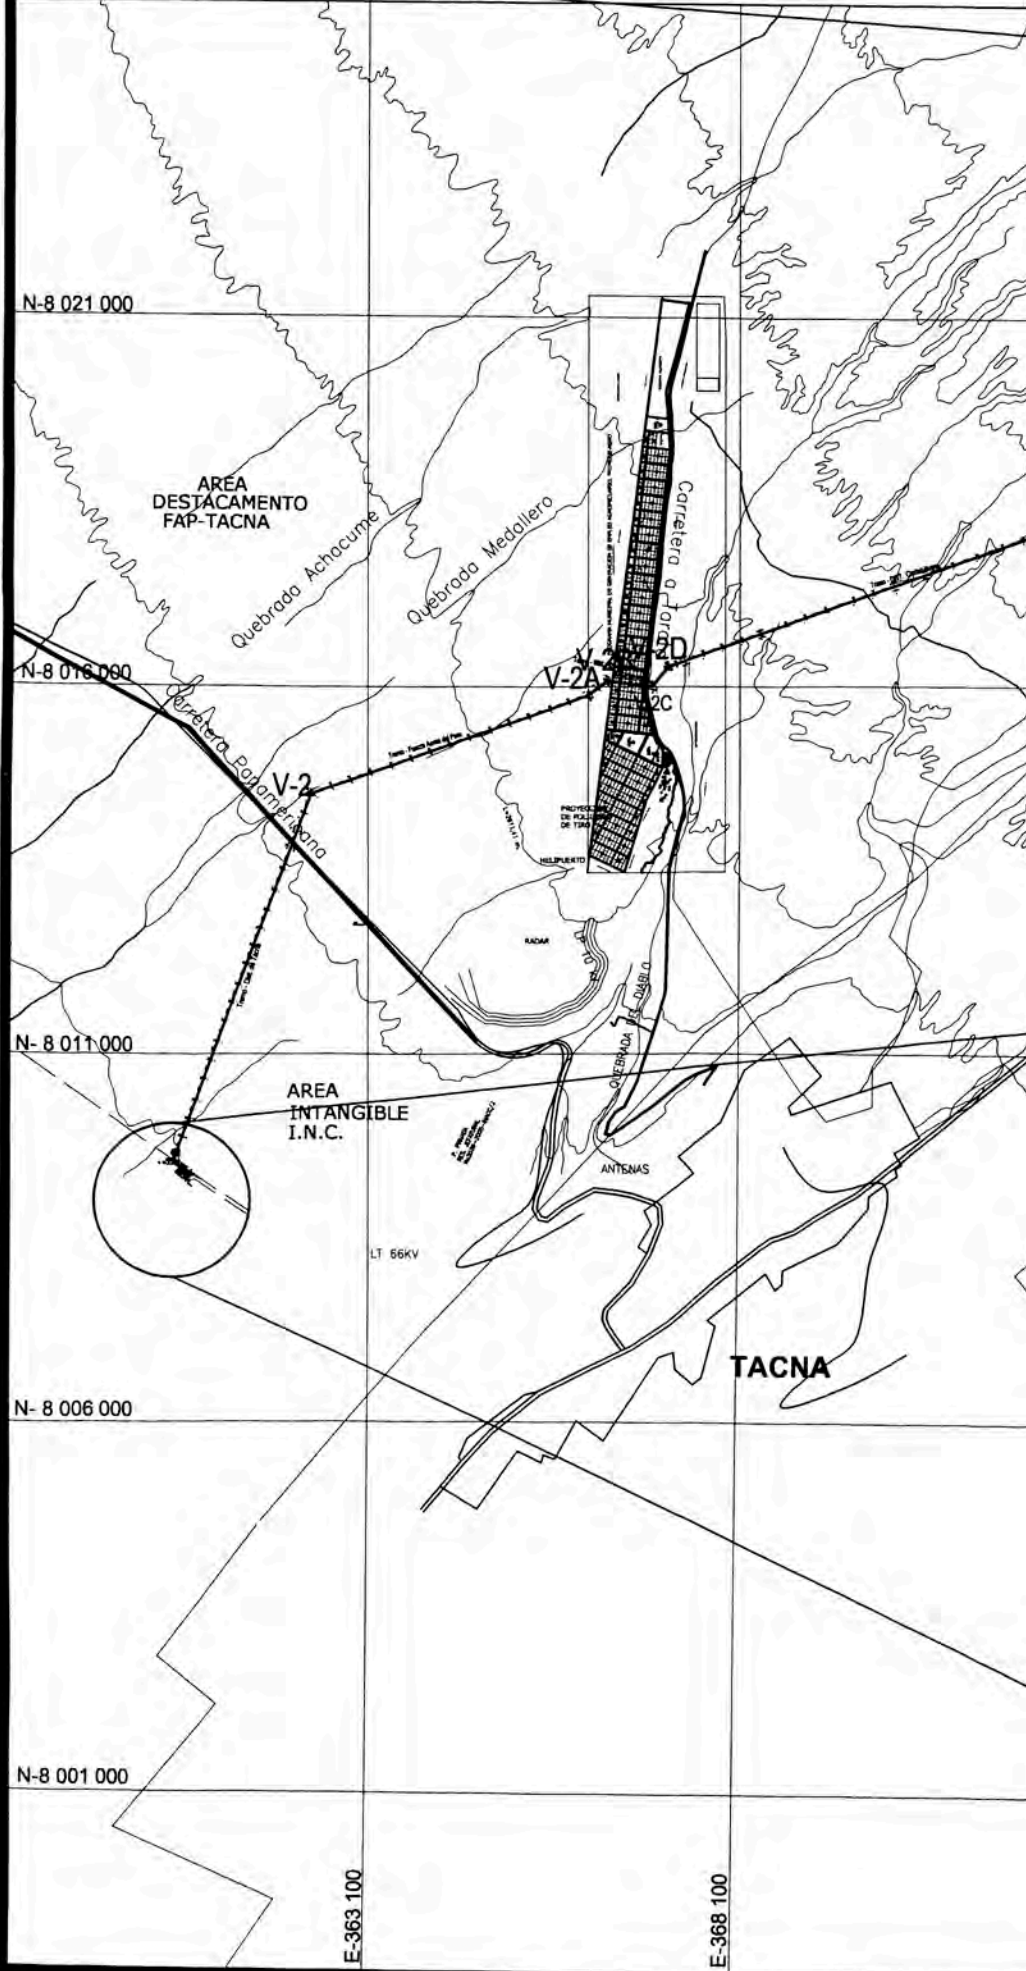 N-8 021 000
AREA
DESTACAMENTO
FAP-TACNA
Quebrada Achacume
Quebrada Medallero
Carretera a Tarata
N-8 016 000
V-2A
V-2D
2C
Carretera Panamericana
V-2
DE TIRO
HELIPUERTO
RADAR
QUEBRADA DEL DIABLO
N- 8 011 000
AREA
INTANGIBLE
I.N.C.
ANTENAS
LT 66KV
TACNA
N- 8 006 000
N-8 001 000
E-363 100
E-368 100